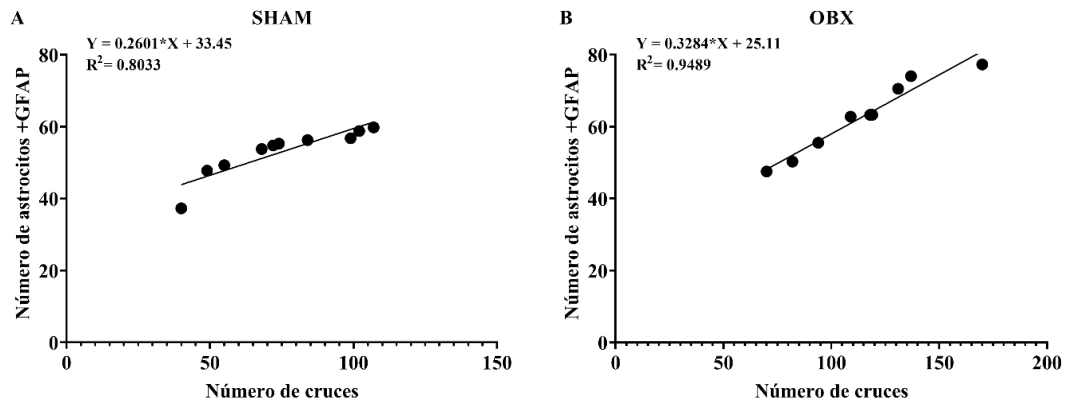 A
SHAM
Y = 0.2601*X + 33.45
R²= 0.8033
Número de astrocitos +GFAP
80
60
40
20
0
0
50
100
150
Número de cruces
B
OBX
Y = 0.3284*X + 25.11
R²= 0.9489
Número de astrocitos +GFAP
80
60
40
20
0
0
50
100
150
200
Número de cruces